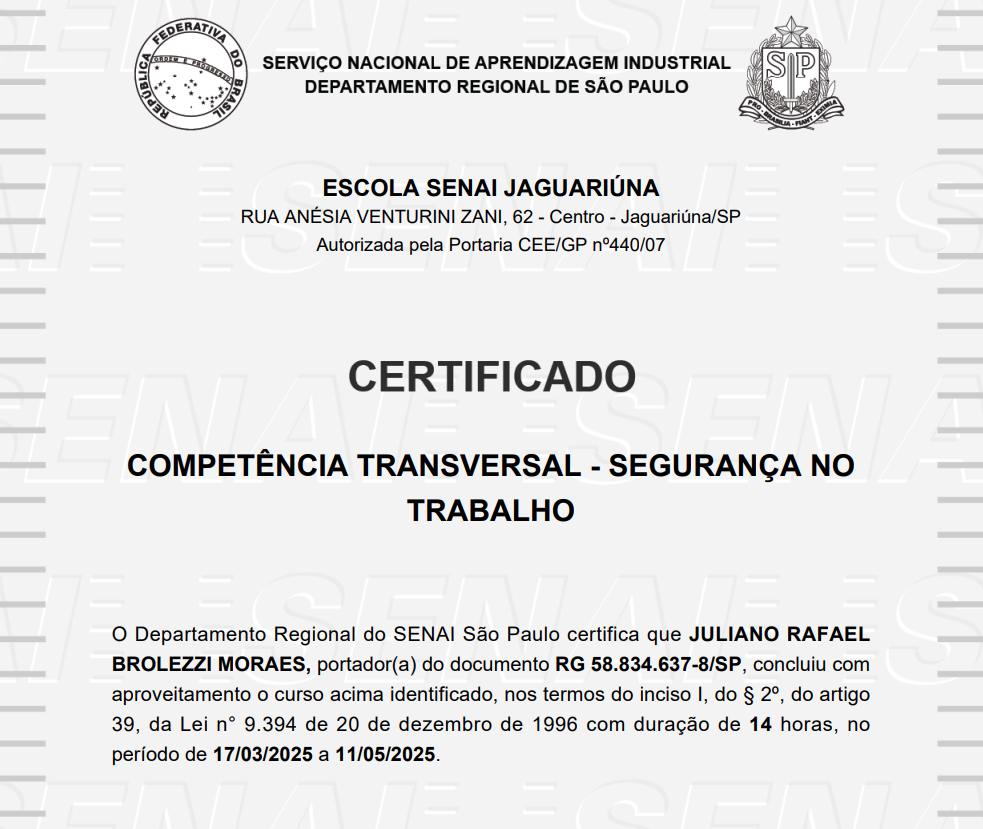 REPÚBLICA FEDERATIVA DO BRASIL
ORDEM E PROGRESSO
SERVIÇO NACIONAL DE APRENDIZAGEM INDUSTRIAL
DEPARTAMENTO REGIONAL DE SÃO PAULO
SP
PRO · BRASILIA · FIANT · EXIMIA
ESCOLA SENAI JAGUARIÚNA
RUA ANÉSIA VENTURINI ZANI, 62 - Centro - Jaguariúna/SP
Autorizada pela Portaria CEE/GP nº440/07
CERTIFICADO
COMPETÊNCIA TRANSVERSAL - SEGURANÇA NO
TRABALHO
O Departamento Regional do SENAI São Paulo certifica que JULIANO RAFAEL
BROLEZZI MORAES, portador(a) do documento RG 58.834.637-8/SP, concluiu com
aproveitamento o curso acima identificado, nos termos do inciso I, do § 2º, do artigo
39, da Lei n° 9.394 de 20 de dezembro de 1996 com duração de 14 horas, no
período de 17/03/2025 a 11/05/2025.
SENAI